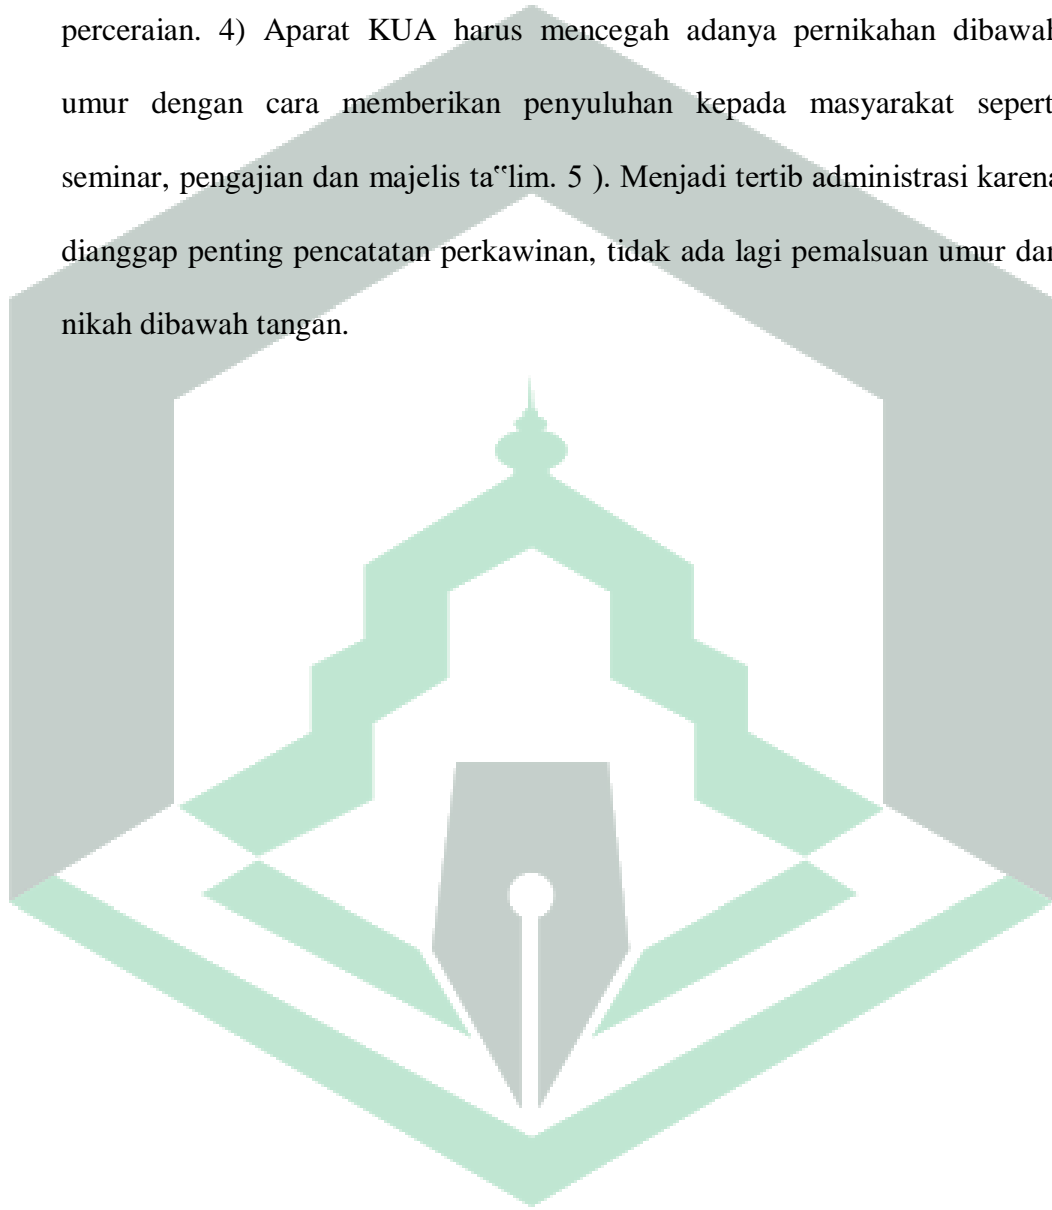 perceraian. 4) Aparat KUA harus mencegah adanya pernikahan dibawah
umur dengan cara memberikan penyuluhan kepada masyarakat seperti
seminar, pengajian dan majelis ta‟lim. 5 ). Menjadi tertib administrasi karena
dianggap penting pencatatan perkawinan, tidak ada lagi pemalsuan umur dan
nikah dibawah tangan.